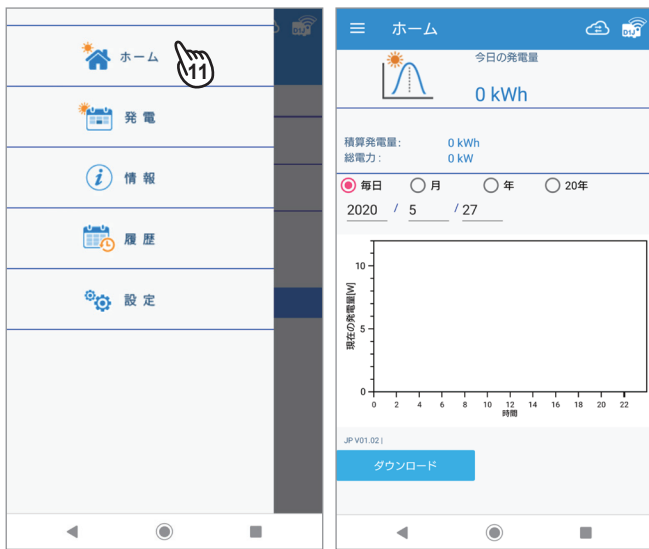 ホーム
11
発電
情報
履歴
設定
D1J
ホーム
D1J
今日の発電量
0 kWh
積算発電量: 0 kWh
総電力: 0 kW
毎日 月 年 20年
2020 / 5 / 27
現在の発電量[W]
10
5
0
0 2 4 6 8 10 12 14 16 18 20 22
時間
JP V01.02 |
ダウンロード